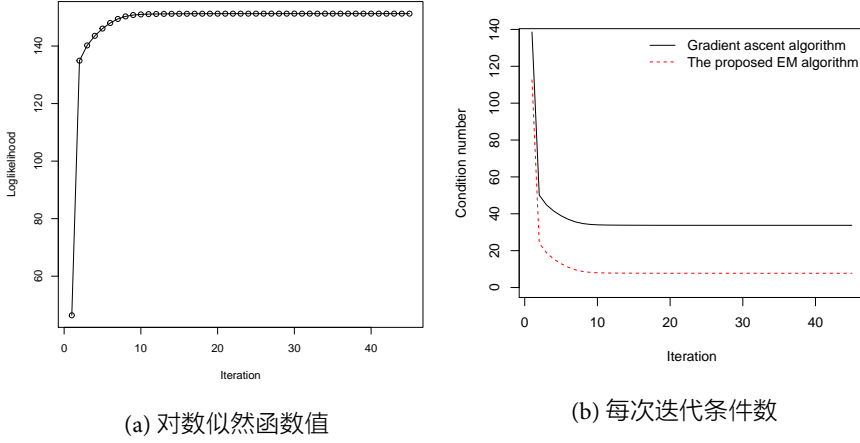 Loglikelihood
140
120
100
80
60
0
10
20
30
40
Iteration
(a) 对数似然函数值
Condition number
140
120
100
80
60
40
20
0
Gradient ascent algorithm
The proposed EM algorithm
0
10
20
30
40
Iteration
(b) 每次迭代条件数